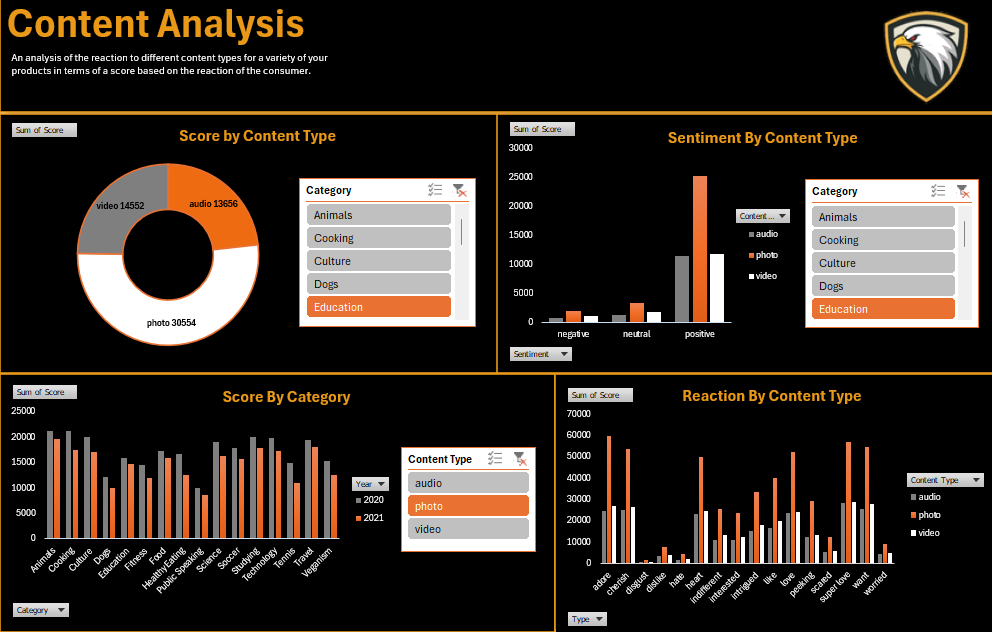 Content Analysis
An analysis of the reaction to different content types for a variety of your
products in terms of a score based on the reaction of the consumer.
Sum of Score
Score by Content Type
video 14552
audio 13656
photo 30554
Category
Animals
Cooking
Culture
Dogs
Education
Sum of Score
Sentiment By Content Type
30000
25000
20000
15000
10000
5000
0
negative
neutral
positive
Content...
audio
photo
video
Sentiment
Category
Animals
Cooking
Culture
Dogs
Education
Sum of Score
Score By Category
25000
20000
15000
10000
5000
0
Animals
Cooking
Culture
Dogs
Education
Fitness
Food
Healthy Eating
Public Speaking
Science
Soccer
Studying
Technology
Tennis
Travel
Veganism
Year
2020
2021
Category
Content Type
audio
photo
video
Sum of Score
Reaction By Content Type
70000
60000
50000
40000
30000
20000
10000
0
adore
cherish
disgust
dislike
hate
heart
indifferent
interested
intrigued
like
love
peeking
scared
super love
want
worried
Content Type
audio
photo
video
Type